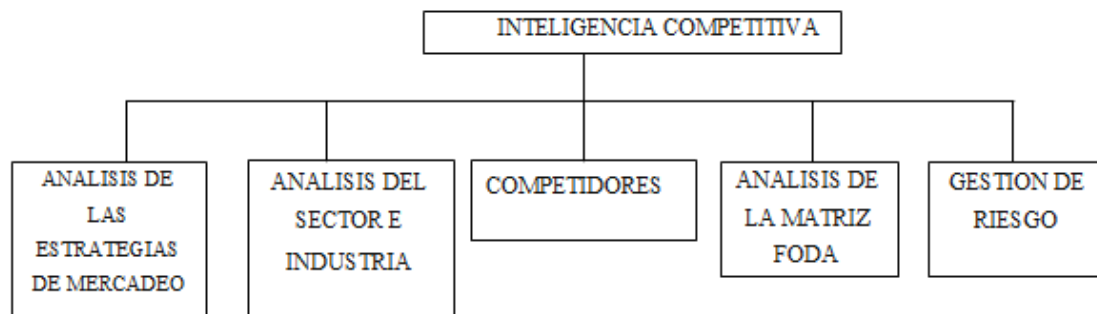 INTELIGENCIA COMPETITIVA
ANALISIS DE
LAS
ESTRATEGIAS
DE MERCADEO
ANALISIS DEL
SECTOR E
INDUSTRIA
COMPETIDORES
ANALISIS DE
LA MATRIZ
FODA
GESTION DE
RIESGO